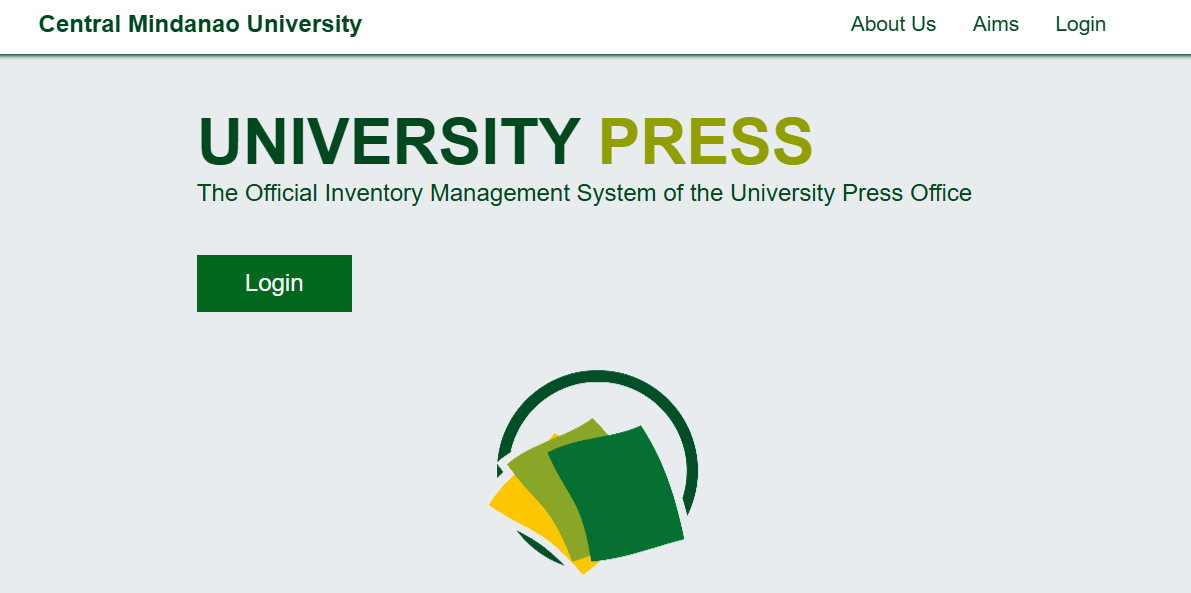 Central Mindanao University
About Us
Aims
Login
UNIVERSITY PRESS
The Official Inventory Management System of the University Press Office
Login